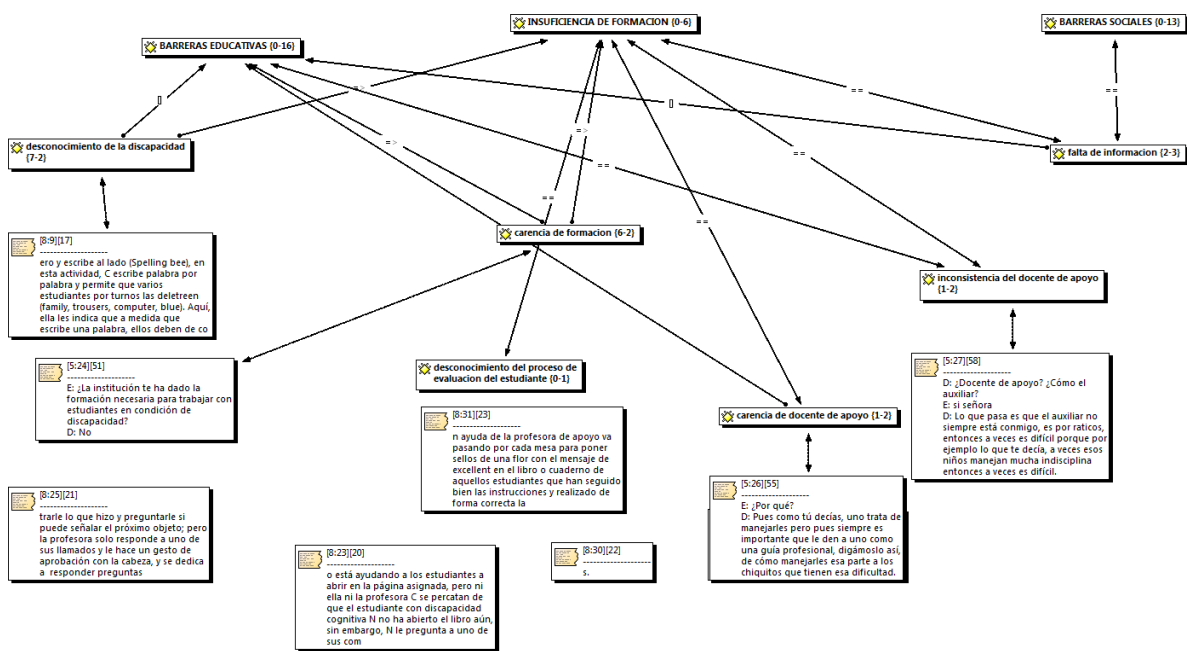 INSUFICIENCIA DE FORMACION {0-6}
BARRERAS SOCIALES {0-13}
BARRERAS EDUCATIVAS {0-16}
[]
=>
==
[]
==
=>
==
=>
==
==
==
desconocimiento de la discapacidad
{7-2}
falta de informacion {2-3}
carencia de formacion {6-2}
inconsistencia del docente de apoyo
{1-2}
[8:9][17]
--------------------
ero y escribe al lado (Spelling bee), en
esta actividad, C escribe palabra por
palabra y permite que varios
estudiantes por turnos las deletreen
(family, trousers, computer, blue). Aquí,
ella les indica que a medida que
escribe una palabra, ellos deben de co
[5:24][51]
--------------------
E: ¿La institución te ha dado la
formación necesaria para trabajar con
estudiantes en condición de
discapacidad?
D: No
desconocimiento del proceso de
evaluacion del estudiante {0-1}
[5:27][58]
--------------------
D: ¿Docente de apoyo? ¿Cómo el
auxiliar?
E: si señora
D: Lo que pasa es que el auxiliar no
siempre está conmigo, es por raticos,
entonces a veces es difícil porque por
ejemplo lo que te decía, a veces esos
niños manejan mucha indisciplina
entonces a veces es difícil.
[8:31][23]
--------------------
n ayuda de la profesora de apoyo va
pasando por cada mesa para poner
sellos de una flor con el mensaje de
excellent en el libro o cuaderno de
aquellos estudiantes que han seguido
bien las instrucciones y realizado de
forma correcta la
carencia de docente de apoyo {1-2}
[5:26][55]
--------------------
E: ¿Por qué?
D: Pues como tú decías, uno trata de
manejarles pero pues siempre es
importante que le den a uno como
una guía profesional, digámoslo así,
de cómo manejarles esa parte a los
chiquitos que tienen esa dificultad.
[8:25][21]
--------------------
trarle lo que hizo y preguntarle si
puede señalar el próximo objeto; pero
la profesora solo responde a uno de
sus llamados y le hace un gesto de
aprobación con la cabeza, y se dedica
a responder preguntas
[8:23][20]
--------------------
o está ayudando a los estudiantes a
abrir en la página asignada, pero ni
ella ni la profesora C se percatan de
que el estudiante con discapacidad
cognitiva N no ha abierto el libro aún,
sin embargo, N le pregunta a uno de
sus com
[8:30][22]
--------------------
s.